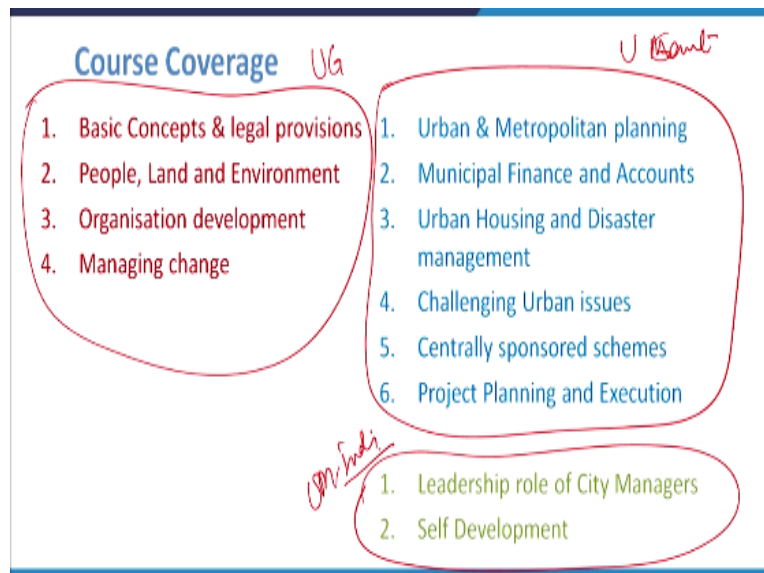 Course Coverage UG
1. Basic Concepts & legal provisions
2. People, Land and Environment
3. Organisation development
4. Managing change
U
1. Urban & Metropolitan planning
2. Municipal Finance and Accounts
3. Urban Housing and Disaster
management
4. Challenging Urban issues
5. Centrally sponsored schemes
6. Project Planning and Execution
1. Leadership role of City Managers
2. Self Development